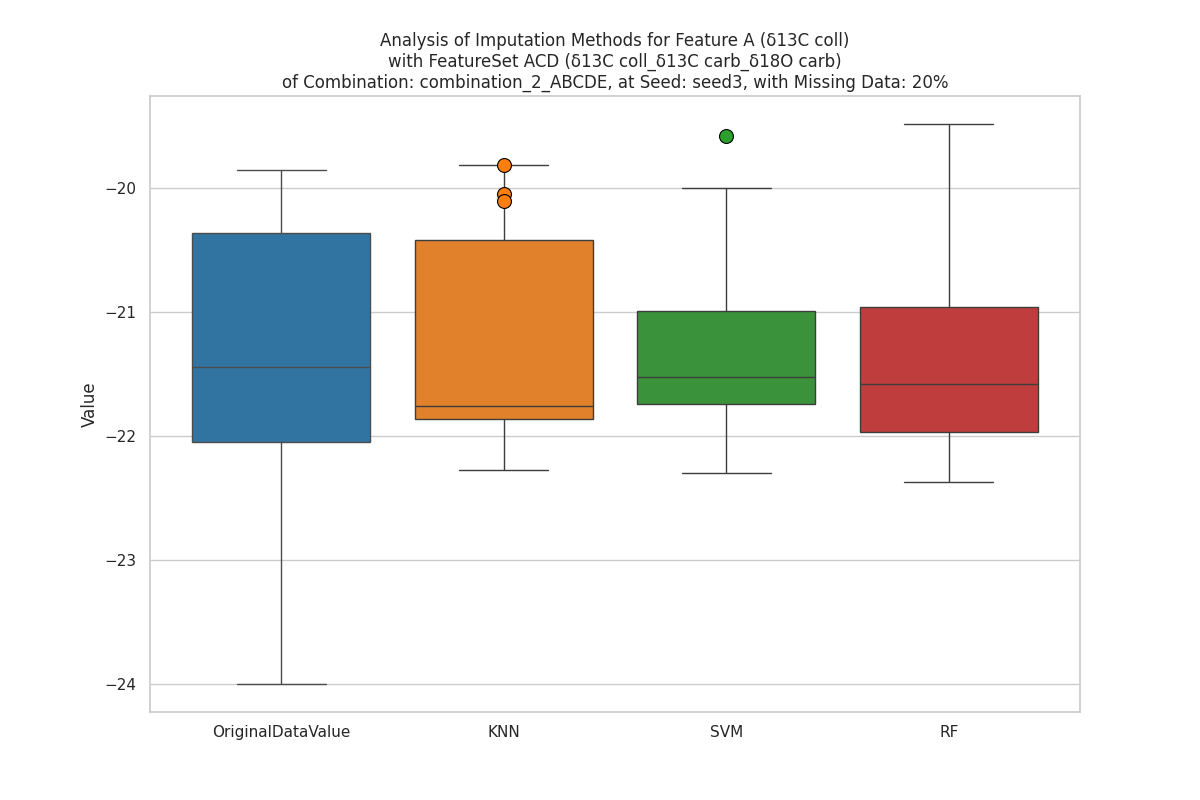 Analysis of Imputation Methods for Feature A (δ13C coll)
with FeatureSet ACD (δ13C coll_δ13C carb_δ18O carb)
of Combination: combination_2_ABCDE, at Seed: seed3, with Missing Data: 20%
−20
−21
−22
−23
−24
Value
OriginalDataValue
KNN
SVM
RF